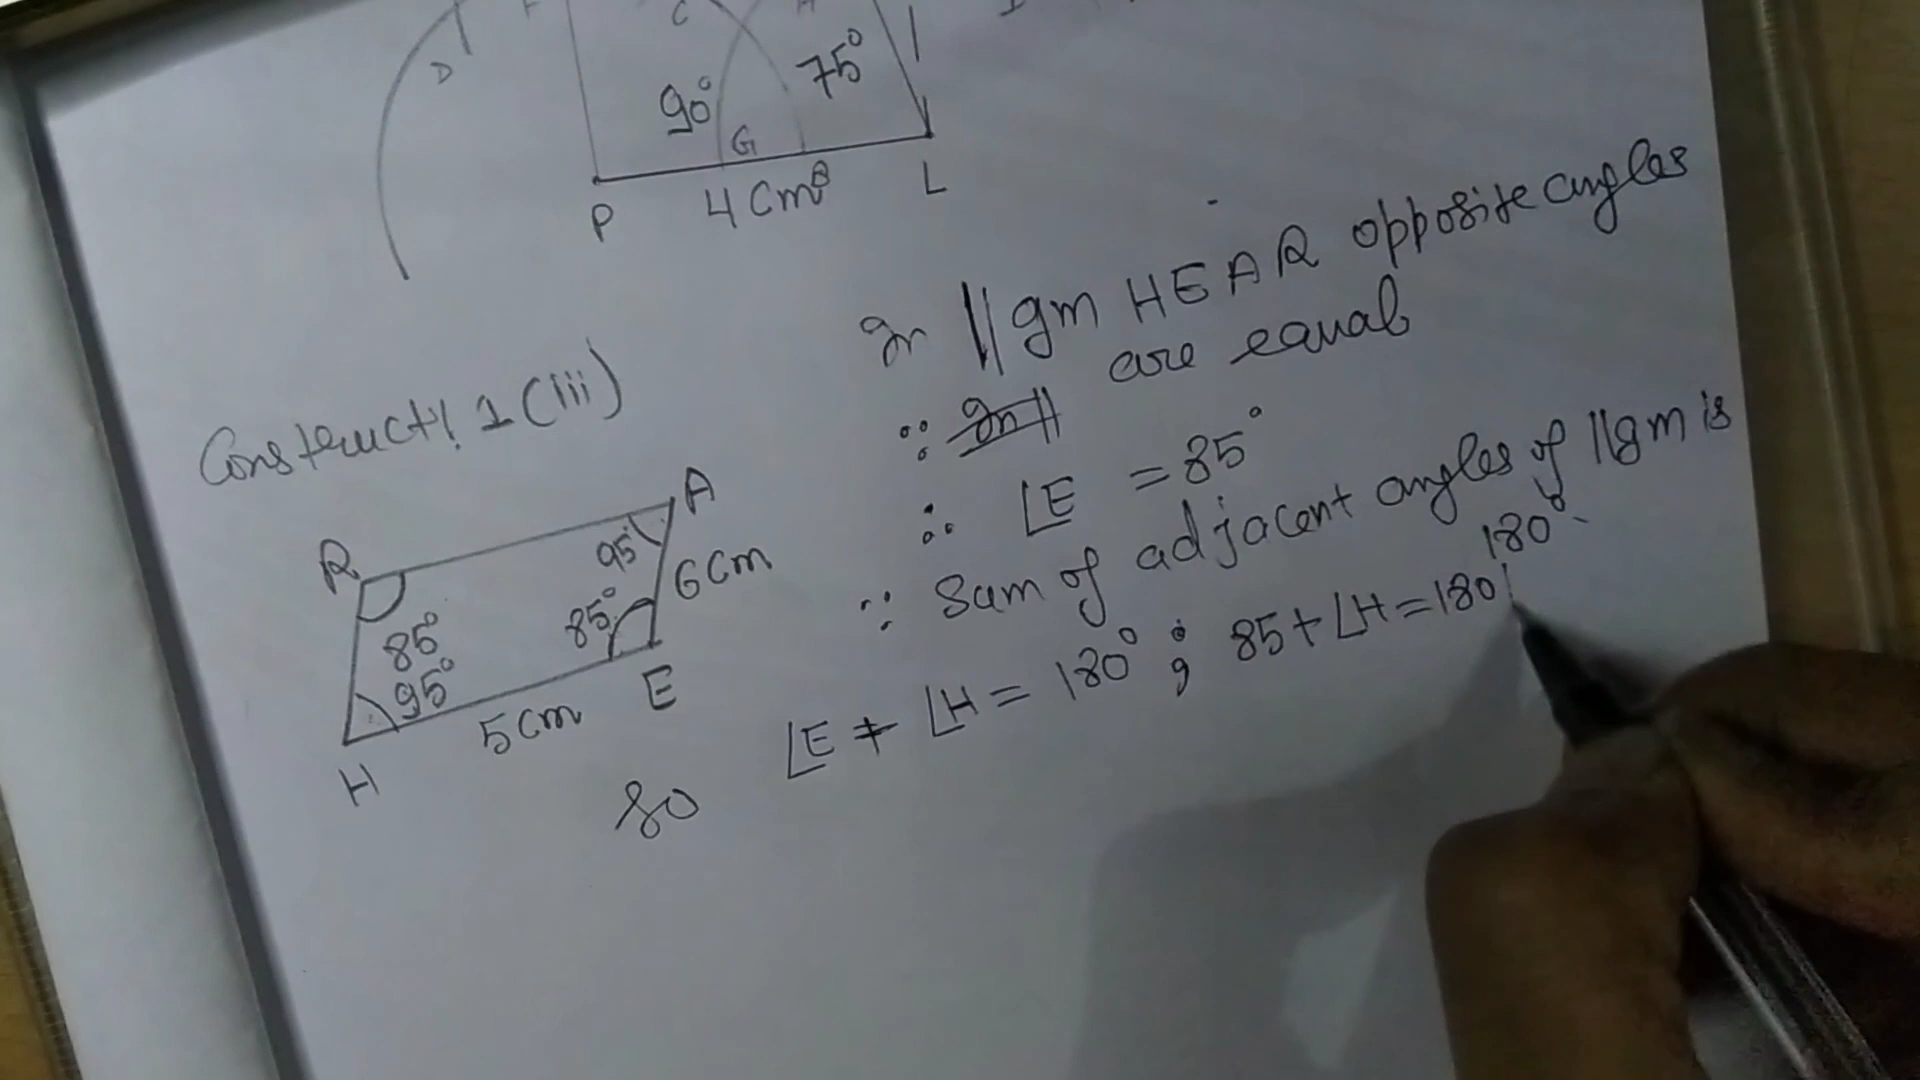 D
C
90° 75°
G
P 4 Cm B L
Construct! 1 (iii)
R A
95°
6 Cm
85° 85°
95°
5 Cm E
H
In ||gm HEAR opposite angles
are equal
∵ In ||
∴ ∠E = 85°
∵ Sum of adjacent angles of ||gm is
180°
So ∠E + ∠H = 180° ; 85 + ∠H = 180